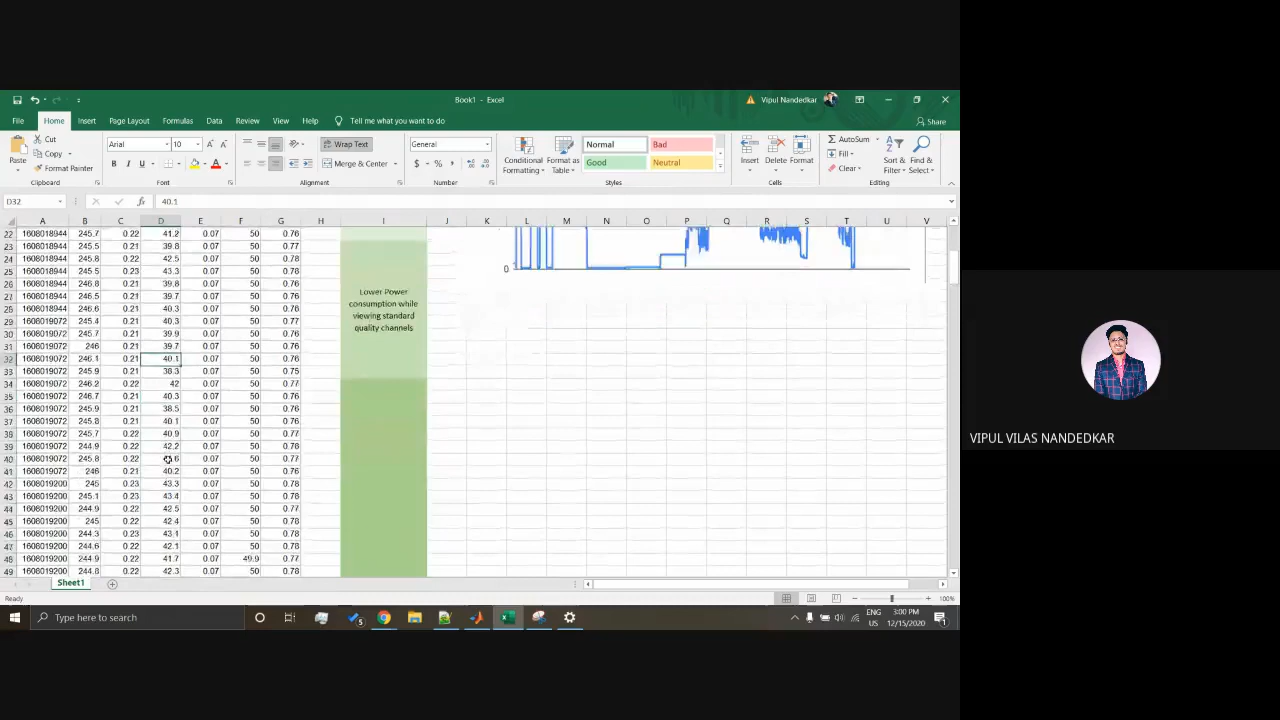 Book1 - Excel
Vipul Nandedkar
File Home Insert Page Layout Formulas Data Review View Help Tell me what you want to do
Share
Cut
Copy
Format Painter
Paste
Clipboard
Arial 10
B I U
Font
Wrap Text
Merge & Center
Alignment
General
$ %
Number
Conditional Formatting
Format as Table
Normal Bad
Good Neutral
Styles
Insert Delete Format
Cells
AutoSum
Fill
Clear
Sort & Filter
Find & Select
Editing
D32 fx 40.1
A B C D E F G H I J K L M N O P Q R S T U V
22 1608018944 245.7 0.22 41.2 0.07 50 0.76
23 1608018944 245.5 0.21 39.8 0.07 50 0.76
24 1608018944 245.8 0.22 42.5 0.07 50 0.78
25 1608018944 245.5 0.23 43.3 0.07 50 0.78
26 1608018944 246.8 0.21 39.8 0.07 50 0.76
27 1608018944 246.5 0.21 39.7 0.07 50 0.76
28 1608018944 246.6 0.21 40.3 0.07 50 0.76
29 1608019072 245.4 0.21 40.3 0.07 50 0.77
30 1608019072 245.7 0.21 39.9 0.07 50 0.76
31 1608019072 246 0.21 39.7 0.07 50 0.76
32 1608019072 246.1 0.21 40.1 0.07 50 0.76
33 1608019072 245.9 0.21 38.3 0.07 50 0.75
34 1608019072 246.2 0.22 42 0.07 50 0.77
35 1608019072 246.7 0.21 40.3 0.07 50 0.76
36 1608019072 245.9 0.21 38.5 0.07 50 0.76
37 1608019072 245.8 0.21 40.1 0.07 50 0.76
38 1608019072 245.7 0.22 40.9 0.07 50 0.77
39 1608019072 244.9 0.22 42.2 0.07 50 0.78
40 1608019072 245.8 0.22 0.07 50 0.77
41 1608019072 246 0.21 40.2 0.07 50 0.76
42 1608019200 245 0.23 43.3 0.07 50 0.78
43 1608019200 245.1 0.23 43.4 0.07 50 0.78
44 1608019200 244.9 0.22 42.5 0.07 50 0.77
45 1608019200 245 0.22 42.4 0.07 50 0.78
46 1608019200 244.3 0.23 43.1 0.07 50 0.78
47 1608019200 244.6 0.22 42.1 0.07 50 0.78
48 1608019200 244.9 0.22 41.7 0.07 49.9 0.77
49 1608019200 244.8 0.22 42.3 0.07 50 0.78
Lower Power
consumption while
viewing standard
quality channels
0
Sheet1
Ready
100%
Type here to search
5
ENG
US
3:00 PM
12/15/2020
1
VIPUL VILAS NANDEDKAR